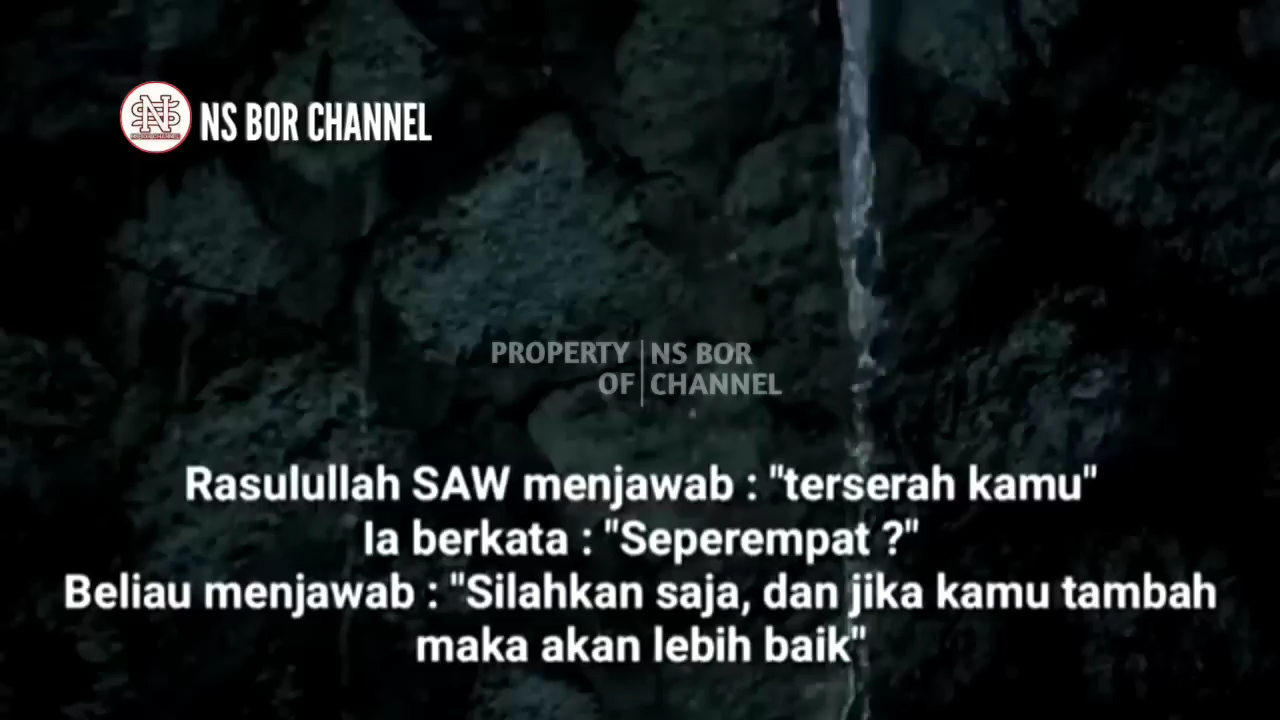 NS BOR CHANNEL
PROPERTY OF | NS BOR CHANNEL
Rasulullah SAW menjawab : "terserah kamu"
Ia berkata : "Seperempat ?"
Beliau menjawab : "Silahkan saja, dan jika kamu tambah
maka akan lebih baik"